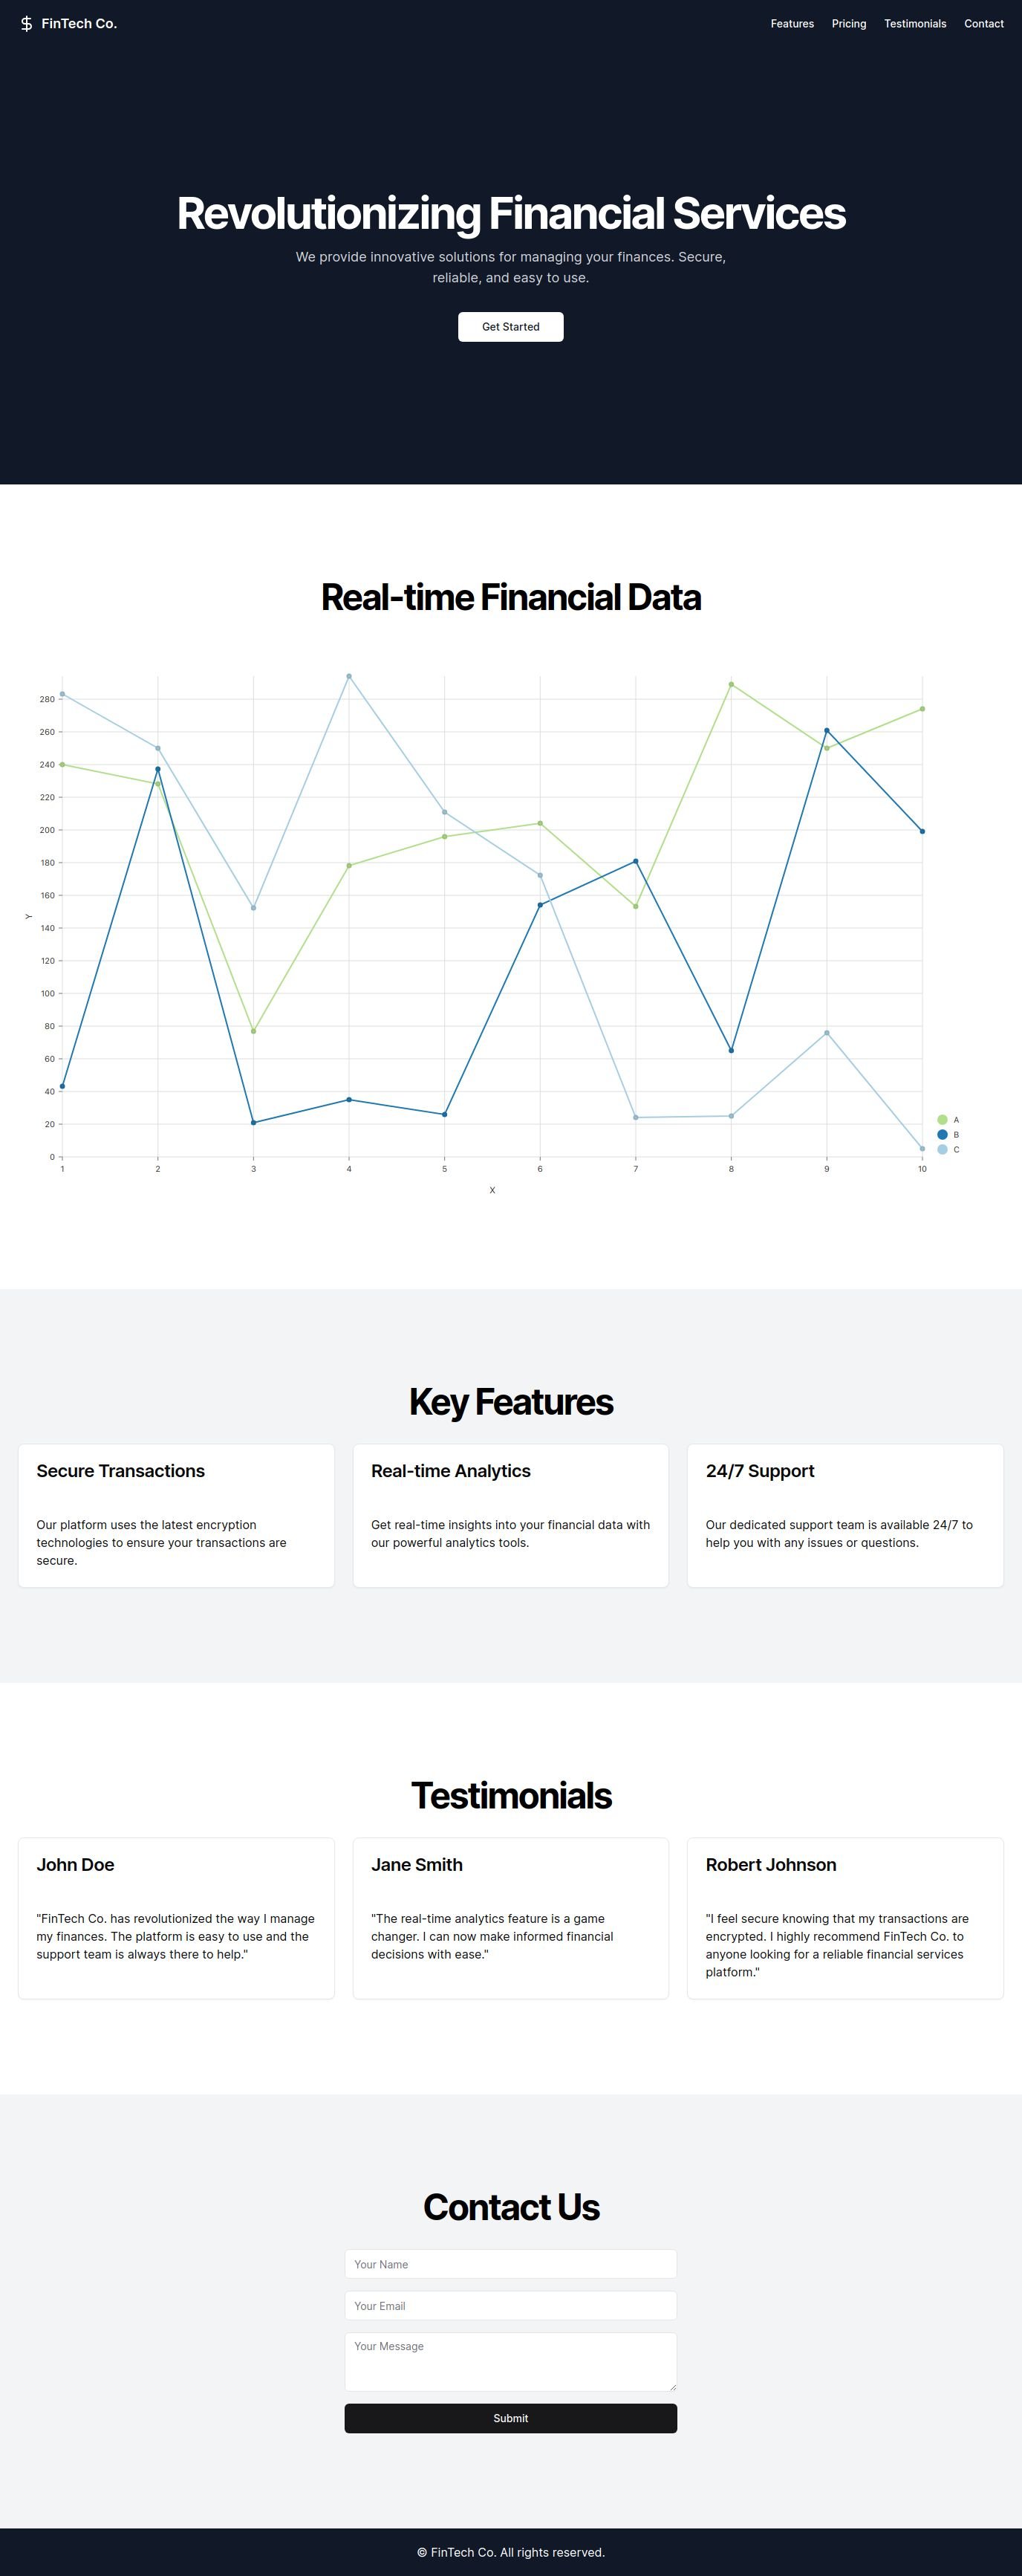 FinTech Co.
Features
Pricing
Testimonials
Contact
Revolutionizing Financial Services
We provide innovative solutions for managing your finances. Secure,
reliable, and easy to use.
Get Started
Real-time Financial Data
280
260
240
220
200
180
160
140
120
100
80
60
40
20
0
Y
1
2
3
4
5
6
7
8
9
10
X
A
B
C
Key Features
Secure Transactions
Our platform uses the latest encryption
technologies to ensure your transactions are
secure.
Real-time Analytics
Get real-time insights into your financial data with
our powerful analytics tools.
24/7 Support
Our dedicated support team is available 24/7 to
help you with any issues or questions.
Testimonials
John Doe
"FinTech Co. has revolutionized the way I manage
my finances. The platform is easy to use and the
support team is always there to help."
Jane Smith
"The real-time analytics feature is a game
changer. I can now make informed financial
decisions with ease."
Robert Johnson
"I feel secure knowing that my transactions are
encrypted. I highly recommend FinTech Co. to
anyone looking for a reliable financial services
platform."
Contact Us
Your Name
Your Email
Your Message
Submit
© FinTech Co. All rights reserved.